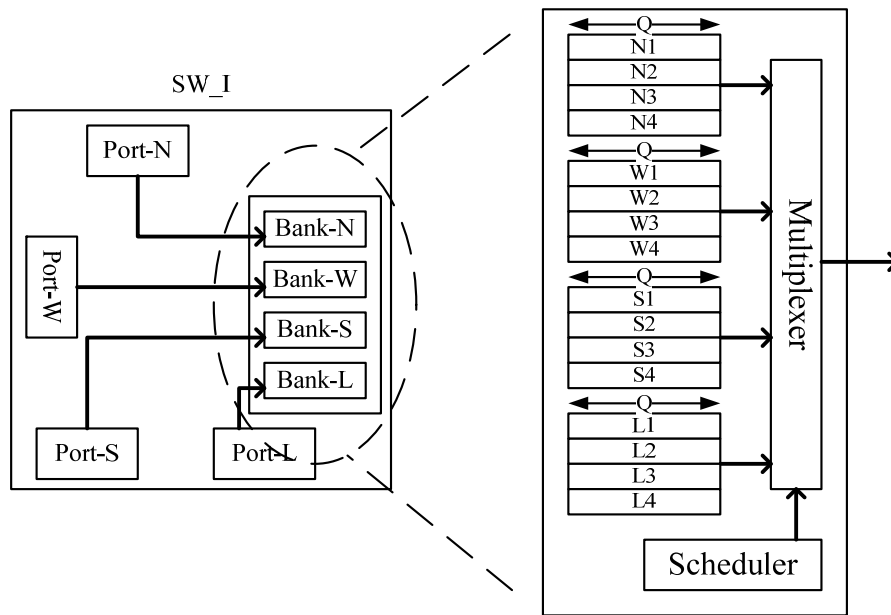 SW_I
Port-N
Port-W
Port-S
Port-L
Bank-N
Bank-W
Bank-S
Bank-L
Q
N1
N2
N3
N4
Q
W1
W2
W3
W4
Q
S1
S2
S3
S4
Q
L1
L2
L3
L4
Multiplexer
Scheduler